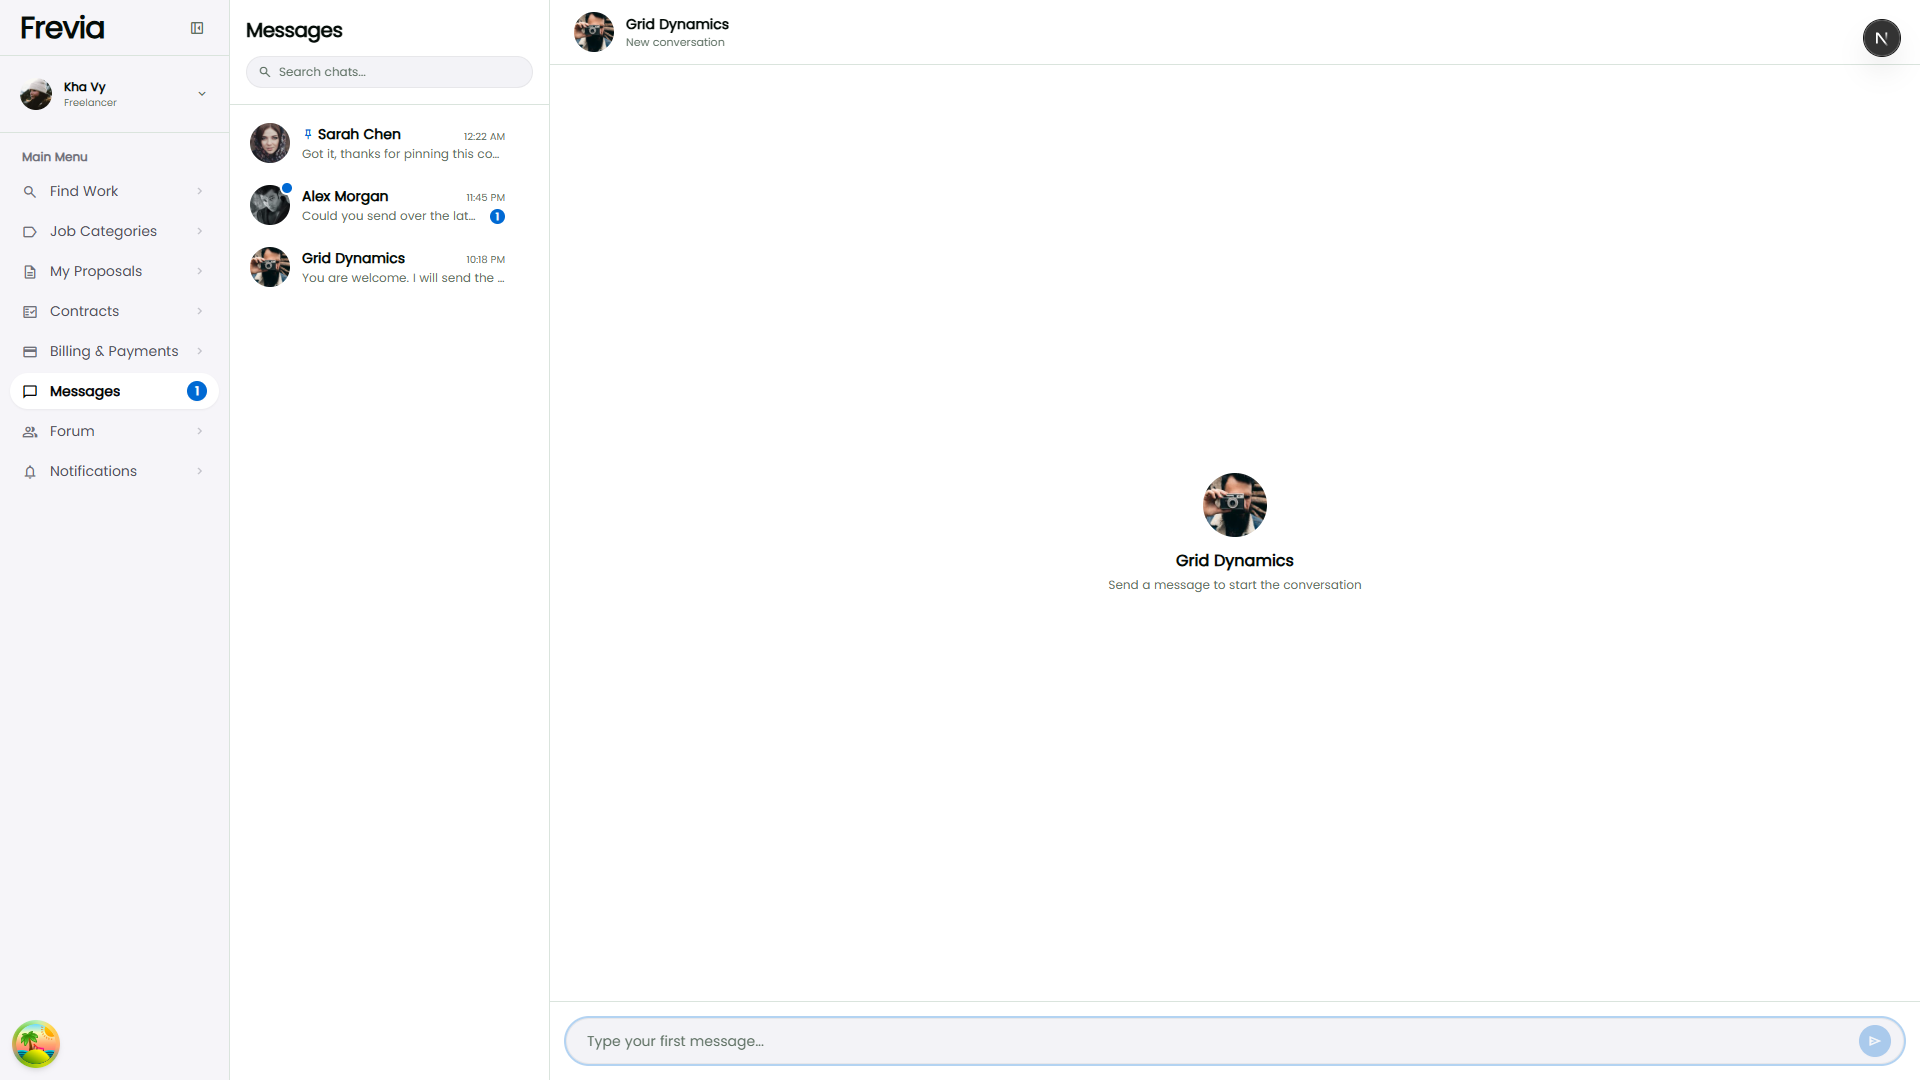 Frevia
Kha Vy
Freelancer
Main Menu
Find Work
Job Categories
My Proposals
Contracts
Billing & Payments
Messages
1
Forum
Notifications
Messages
Search chats...
Sarah Chen
12:22 AM
Got it, thanks for pinning this co...
Alex Morgan
11:45 PM
Could you send over the lat...
1
Grid Dynamics
10:18 PM
You are welcome. I will send the ...
Grid Dynamics
New conversation
N
Grid Dynamics
Send a message to start the conversation
Type your first message...